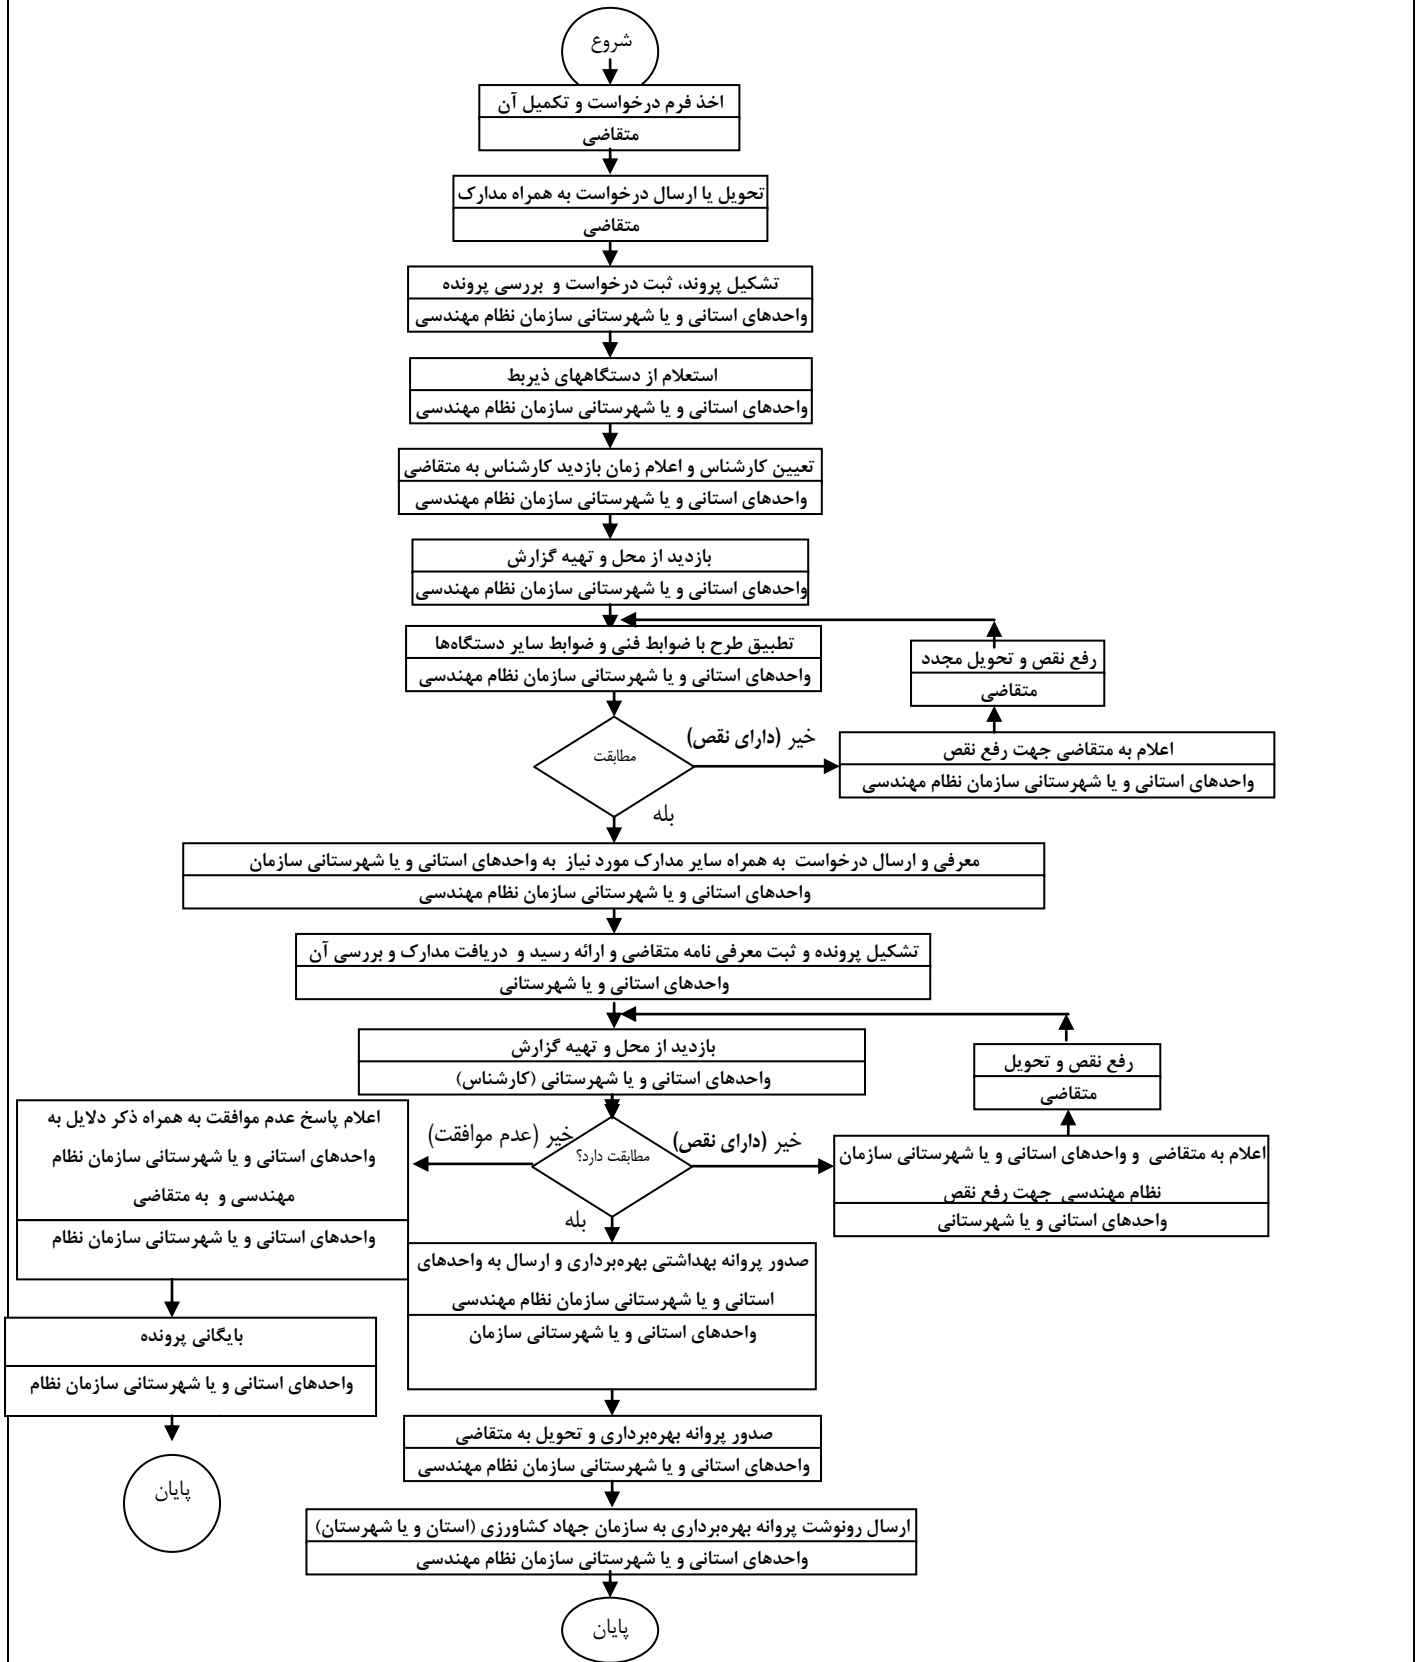 شروع
اخذ فرم درخواست و تکمیل آن
متقاضی
تحویل یا ارسال درخواست به همراه مدارک
متقاضی
تشکیل پروند، ثبت درخواست و بررسی پرونده
واحدهای استانی و یا شهرستانی سازمان نظام مهندسی
استعلام از دستگاههای ذیربط
واحدهای استانی و یا شهرستانی سازمان نظام مهندسی
تعیین کارشناس و اعلام زمان بازدید کارشناس به متقاضی
واحدهای استانی و یا شهرستانی سازمان نظام مهندسی
بازدید از محل و تهیه گزارش
واحدهای استانی و یا شهرستانی سازمان نظام مهندسی
تطبیق طرح با ضوابط فنی و ضوابط سایر دستگاه‌ها
واحدهای استانی و یا شهرستانی سازمان نظام مهندسی
رفع نقص و تحویل مجدد
متقاضی
مطابقت
خیر (دارای نقص)
اعلام به متقاضی جهت رفع نقص
واحدهای استانی و یا شهرستانی سازمان نظام مهندسی
بله
معرفی و ارسال درخواست به همراه سایر مدارک مورد نیاز به واحدهای استانی و یا شهرستانی سازمان
واحدهای استانی و یا شهرستانی سازمان نظام مهندسی
تشکیل پرونده و ثبت معرفی نامه متقاضی و ارائه رسید و دریافت مدارک و بررسی آن
واحدهای استانی و یا شهرستانی
بازدید از محل و تهیه گزارش
واحدهای استانی و یا شهرستانی (کارشناس)
رفع نقص و تحویل
متقاضی
مطابقت دارد؟
خیر (دارای نقص)
اعلام به متقاضی و واحدهای استانی و یا شهرستانی سازمان
نظام مهندسی جهت رفع نقص
واحدهای استانی و یا شهرستانی
خیر (عدم موافقت)
اعلام پاسخ عدم موافقت به همراه ذکر دلایل به
واحدهای استانی و یا شهرستانی سازمان نظام
مهندسی و به متقاضی
واحدهای استانی و یا شهرستانی سازمان نظام
بایگانی پرونده
واحدهای استانی و یا شهرستانی سازمان نظام
پایان
بله
صدور پروانه بهداشتی بهره‌برداری و ارسال به واحدهای
استانی و یا شهرستانی سازمان نظام مهندسی
واحدهای استانی و یا شهرستانی سازمان
صدور پروانه بهره‌برداری و تحویل به متقاضی
واحدهای استانی و یا شهرستانی سازمان نظام مهندسی
ارسال رونوشت پروانه بهره‌برداری به سازمان جهاد کشاورزی (استان و یا شهرستان)
واحدهای استانی و یا شهرستانی سازمان نظام مهندسی
پایان